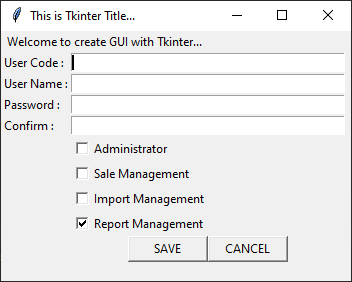 This is Tkinter Title...
Welcome to create GUI with Tkinter...
User Code :
User Name :
Password :
Confirm :
Administrator
Sale Management
Import Management
Report Management
SAVE CANCEL